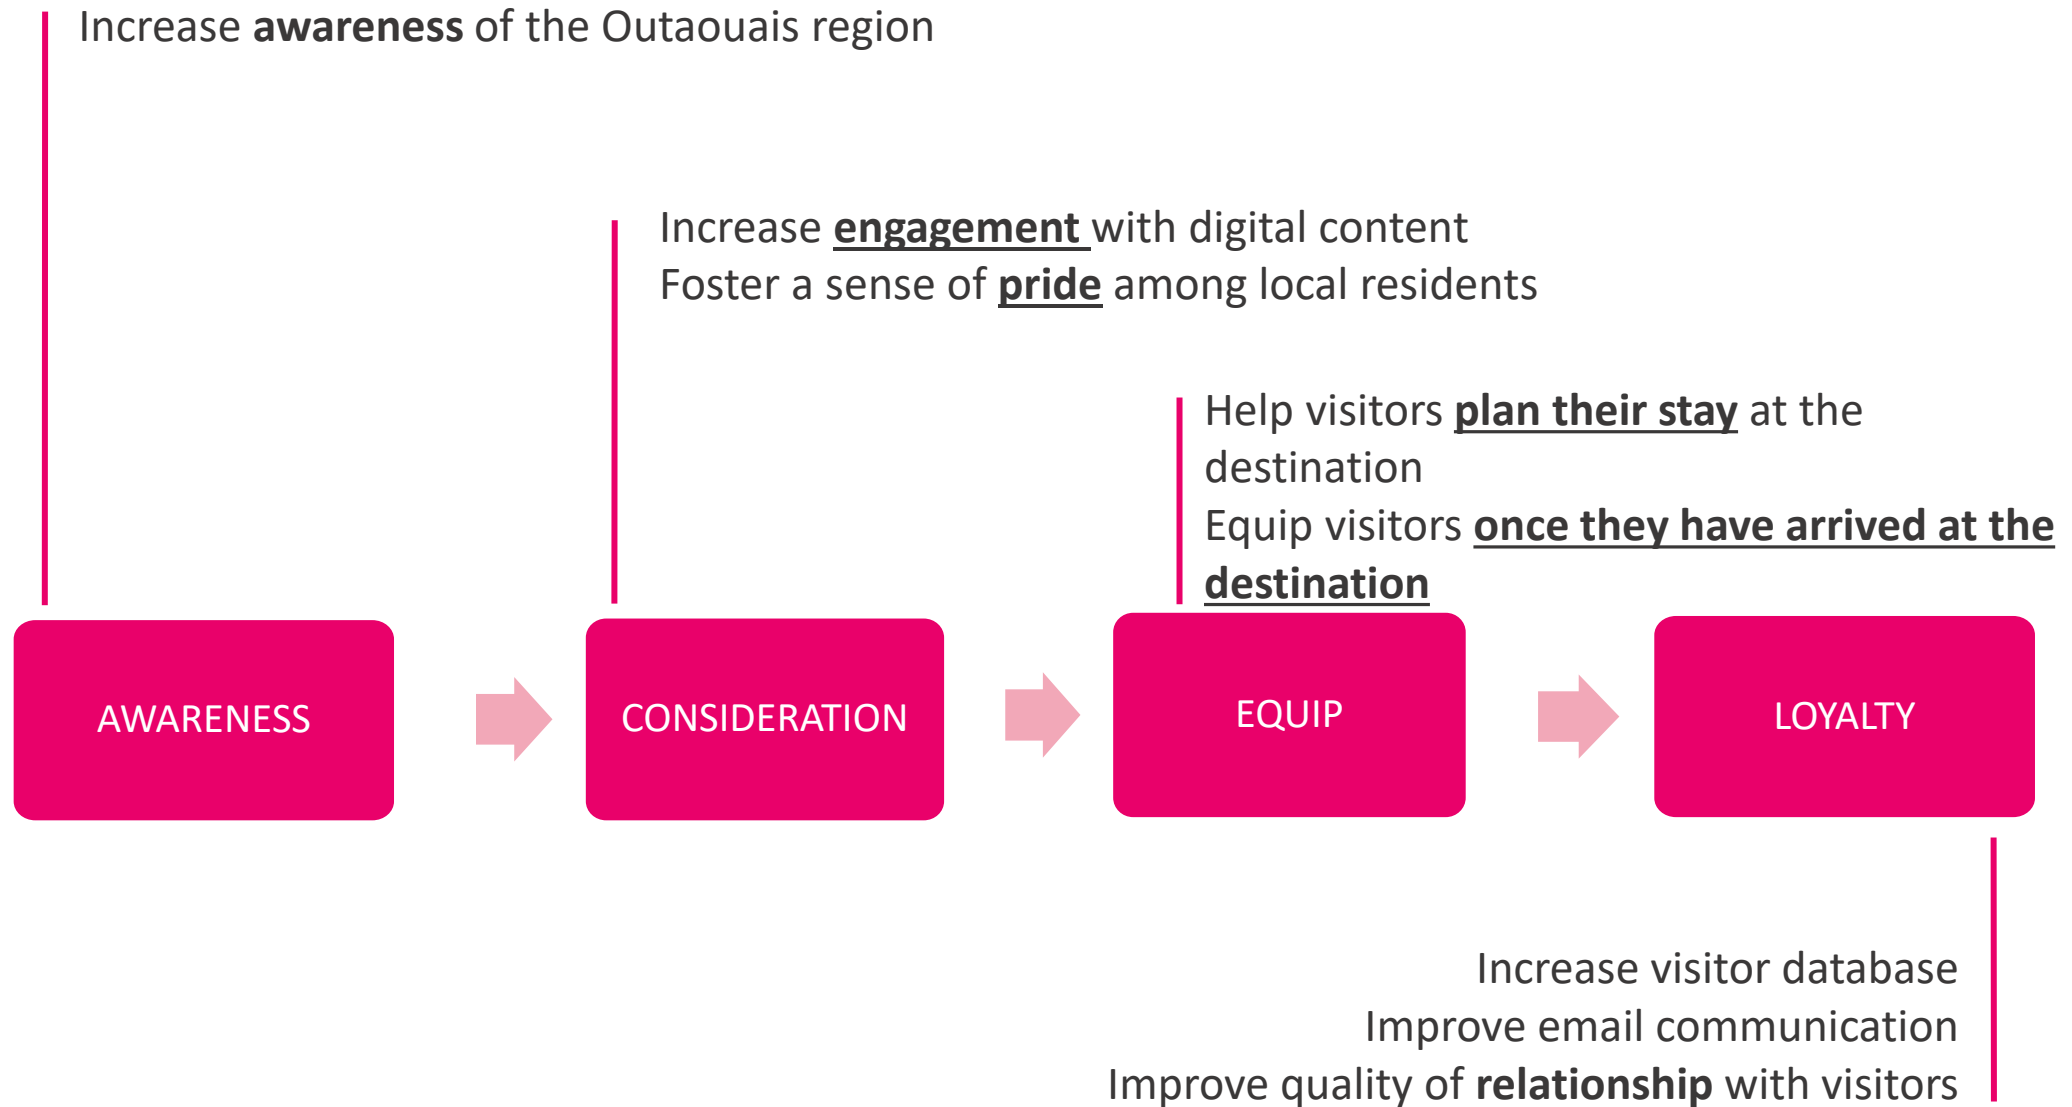 Increase awareness of the Outaouais region
Increase engagement with digital content
Foster a sense of pride among local residents
Help visitors plan their stay at the
destination
Equip visitors once they have arrived at the
destination
AWARENESS
CONSIDERATION
EQUIP
LOYALTY
Increase visitor database
Improve email communication
Improve quality of relationship with visitors